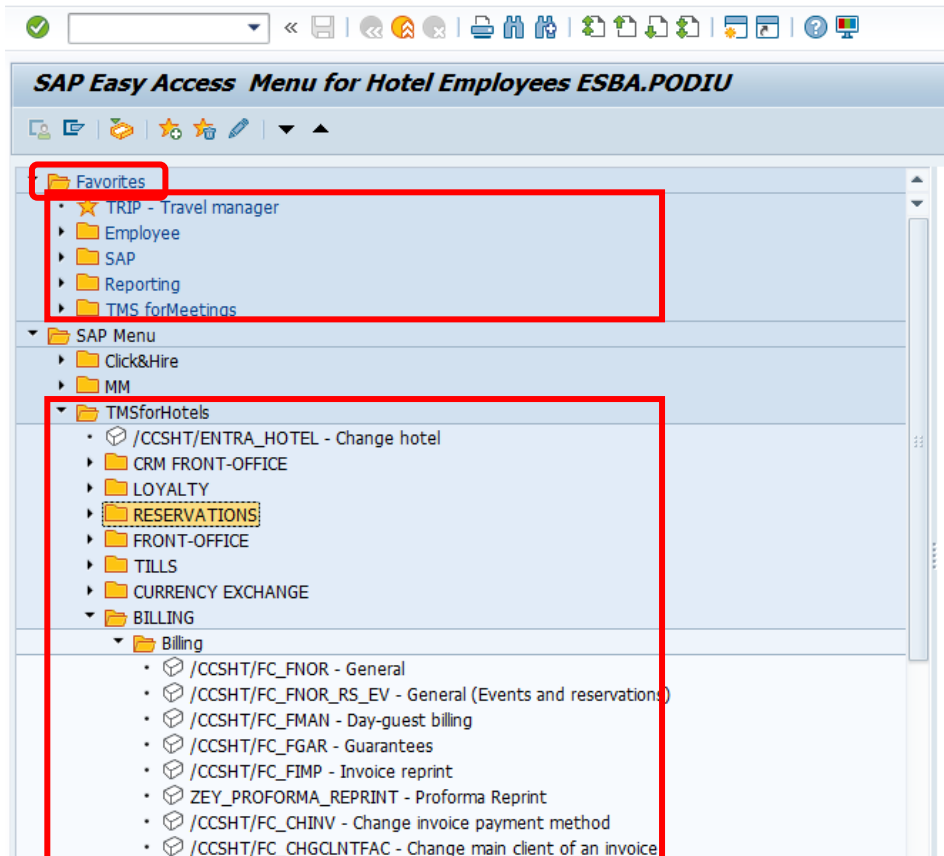 SAP Easy Access Menu for Hotel Employees ESBA.PODIU
Favorites
TRIP - Travel manager
Employee
SAP
Reporting
TMS forMeetings
SAP Menu
Click&Hire
MM
TMSforHotels
/CCSHT/ENTRA_HOTEL - Change hotel
CRM FRONT-OFFICE
LOYALTY
RESERVATIONS
FRONT-OFFICE
TILLS
CURRENCY EXCHANGE
BILLING
Billing
/CCSHT/FC_FNOR - General
/CCSHT/FC_FNOR_RS_EV - General (Events and reservations)
/CCSHT/FC_FMAN - Day-guest billing
/CCSHT/FC_FGAR - Guarantees
/CCSHT/FC_FIMP - Invoice reprint
ZEY_PROFORMA_REPRINT - Proforma Reprint
/CCSHT/FC_CHINV - Change invoice payment method
/CCSHT/FC_CHGCLNTFAC - Change main client of an invoice